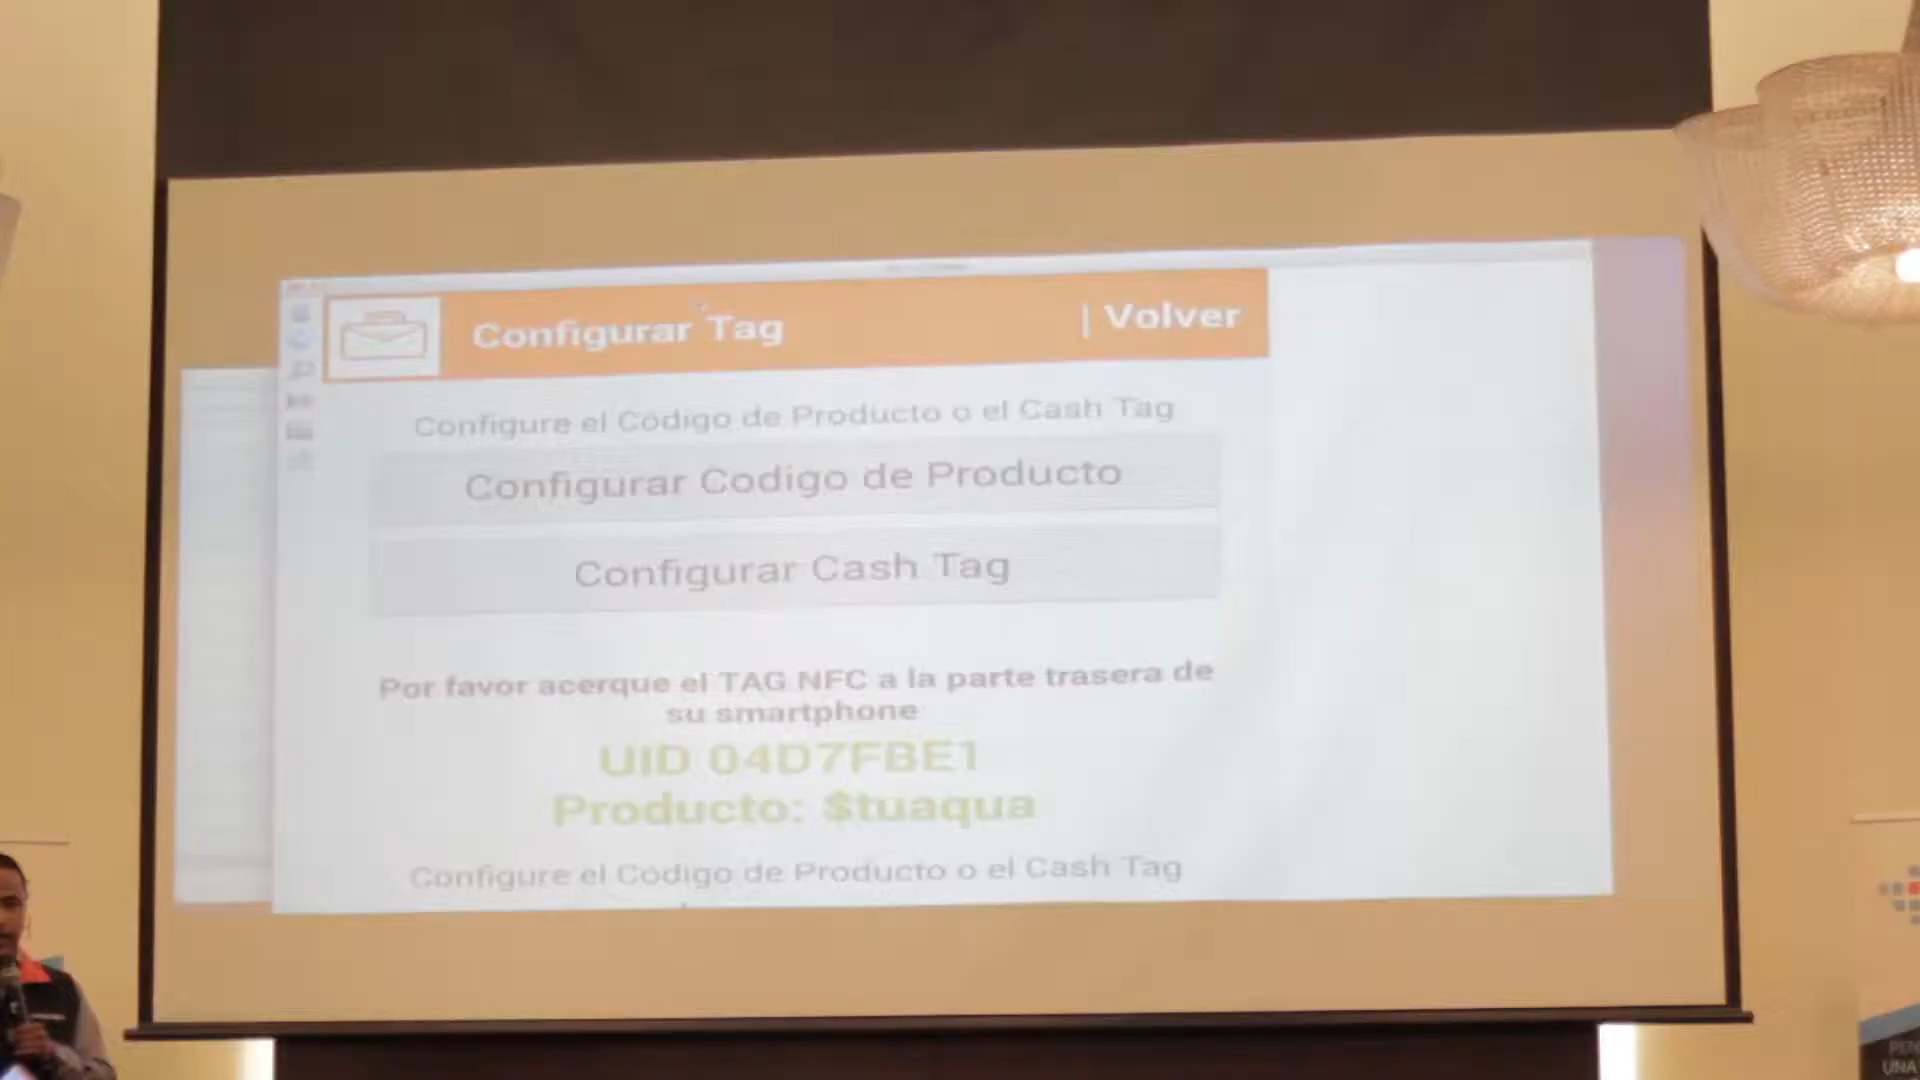 Configurar Tag
| Volver
Configure el Codigo de Producto o el Cash Tag
Configurar Codigo de Producto
Configurar Cash Tag
Por favor acerque el TAG NFC a la parte trasera de
su smartphone
UID 04D7FBE1
Producto: $tuaqua
Configure el Codigo de Producto o el Cash Tag
UNA